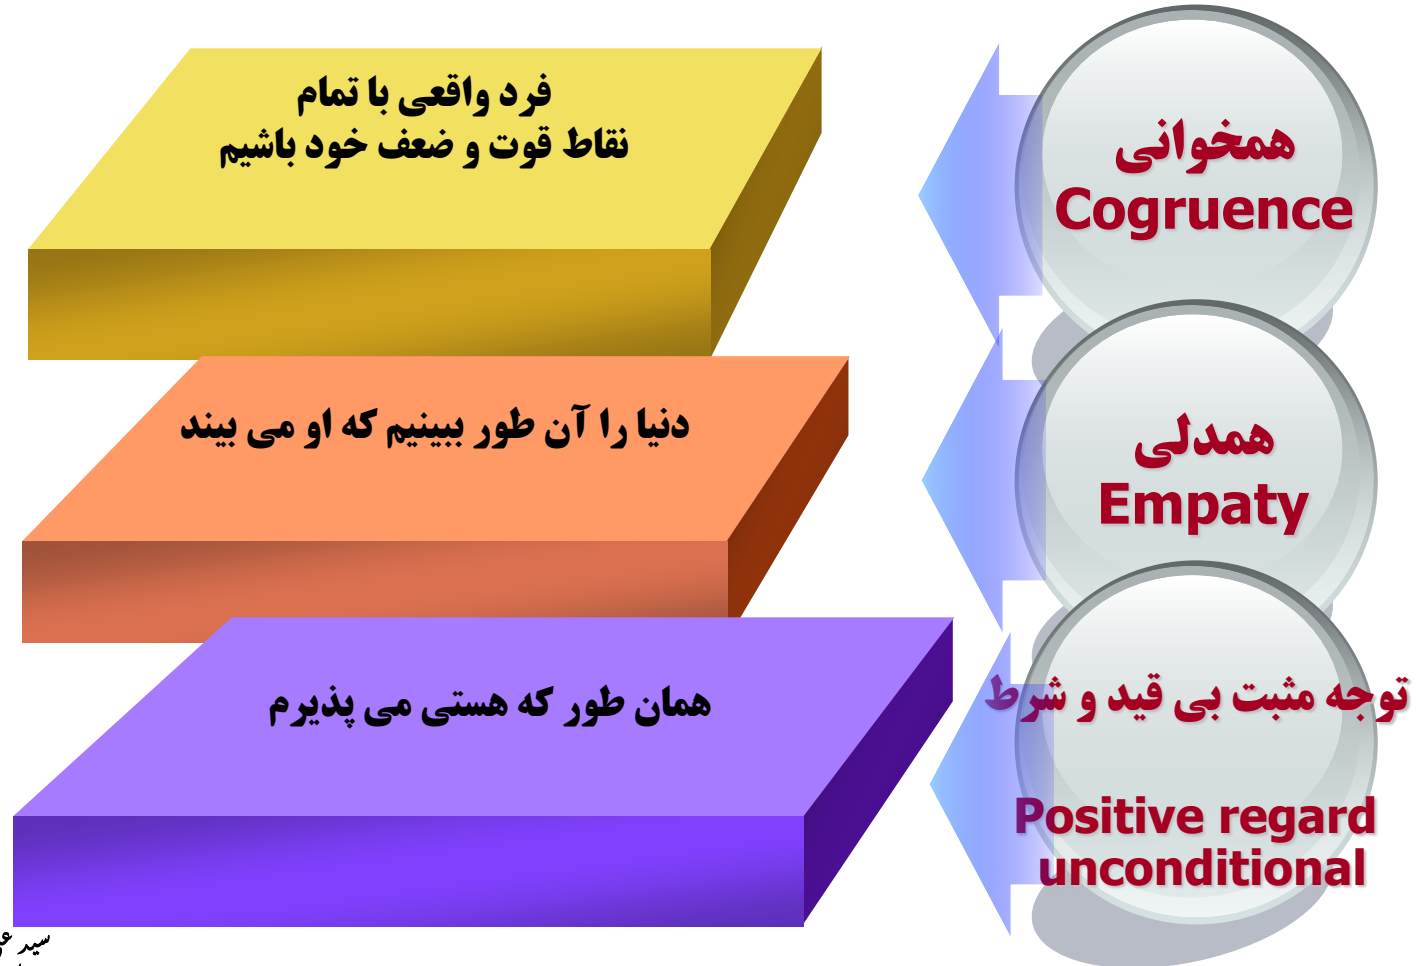 همخوانی
Cogruence
فرد واقعی با تمام
نقاط قوت و ضعف خود باشیم
همدلی
Empaty
دنیا را آن طور ببینیم که او می بیند
توجه مثبت بی قید و شرط
Positive regard
unconditional
همان طور که هستی می پذیرم
سید